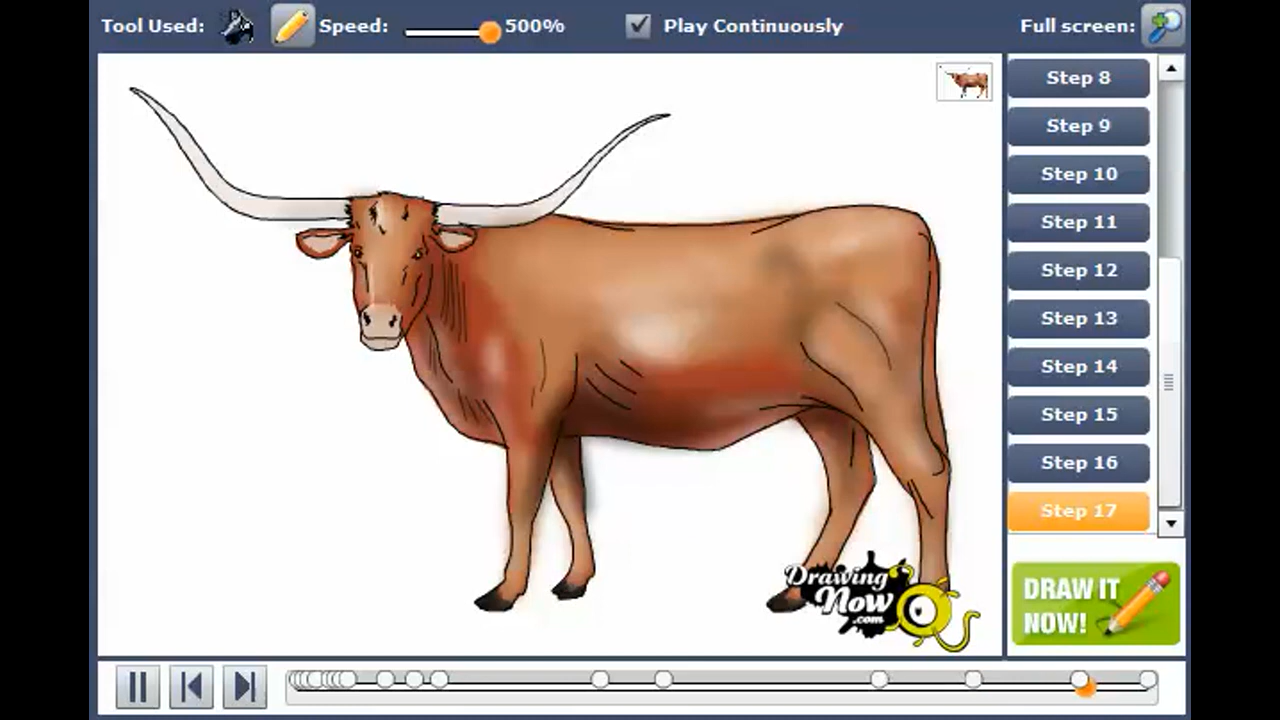 Tool Used:
Speed:
500%
Play Continuously
Full screen:
Step 8
Step 9
Step 10
Step 11
Step 12
Step 13
Step 14
Step 15
Step 16
Step 17
Drawing
Now
.com
DRAW IT
NOW!